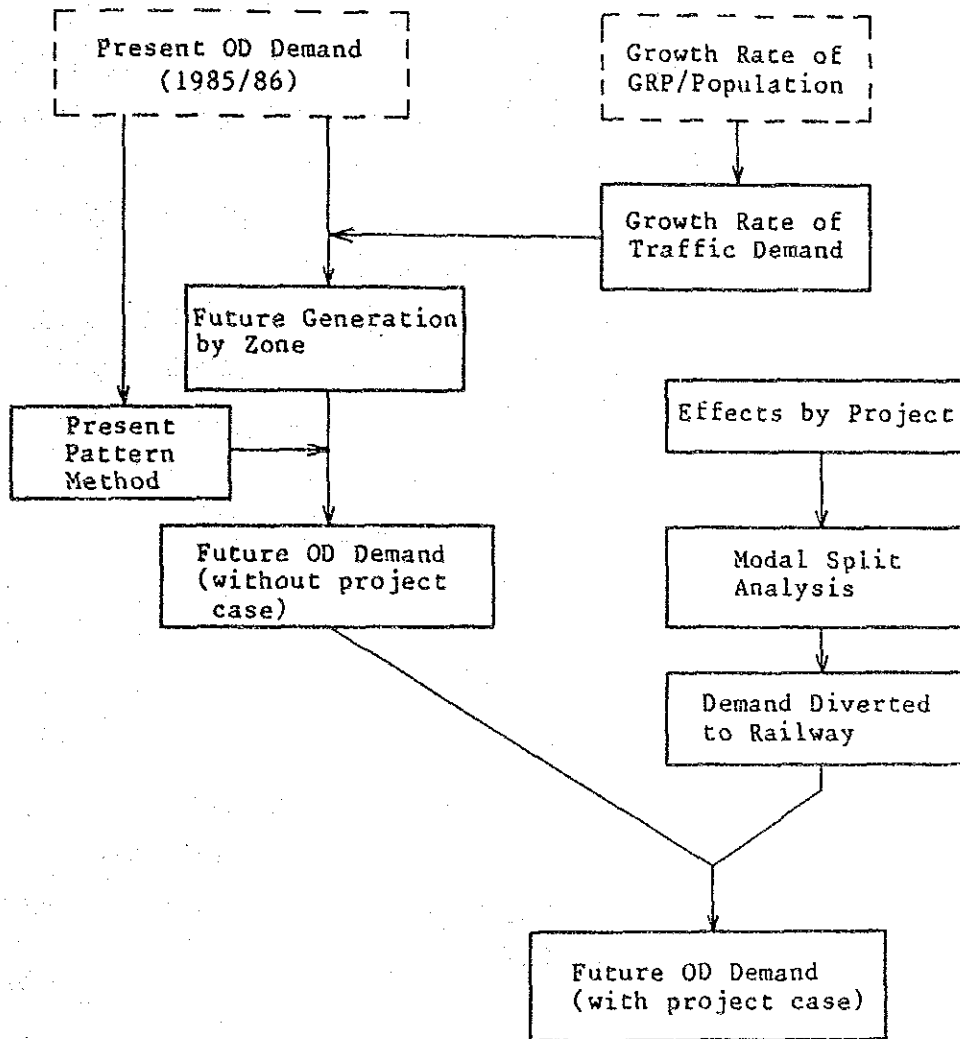 Present OD Demand
(1985/86)
Growth Rate of
GRP/Population
Growth Rate of
Traffic Demand
Future Generation
by Zone
Present
Pattern
Method
Effects by Project
Future OD Demand
(without project
case)
Modal Split
Analysis
Demand Diverted
to Railway
Future OD Demand
(with project case)